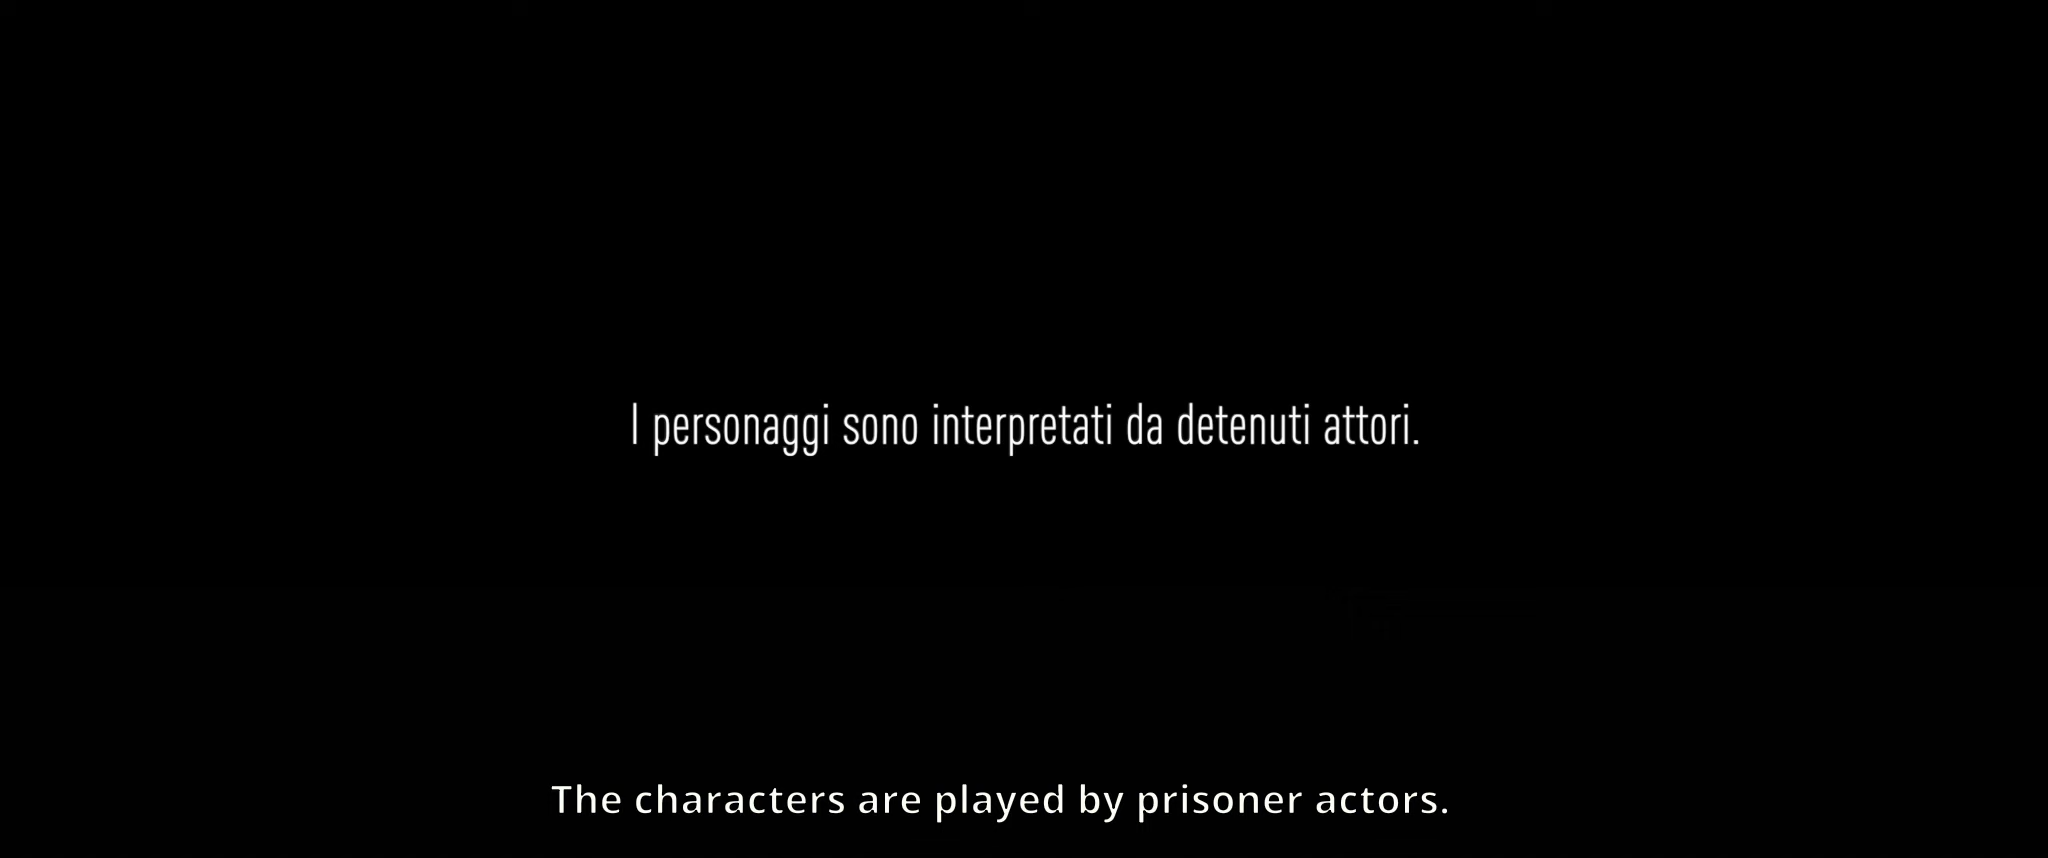 I personaggi sono interpretati da detenuti attori.
The characters are played by prisoner actors.